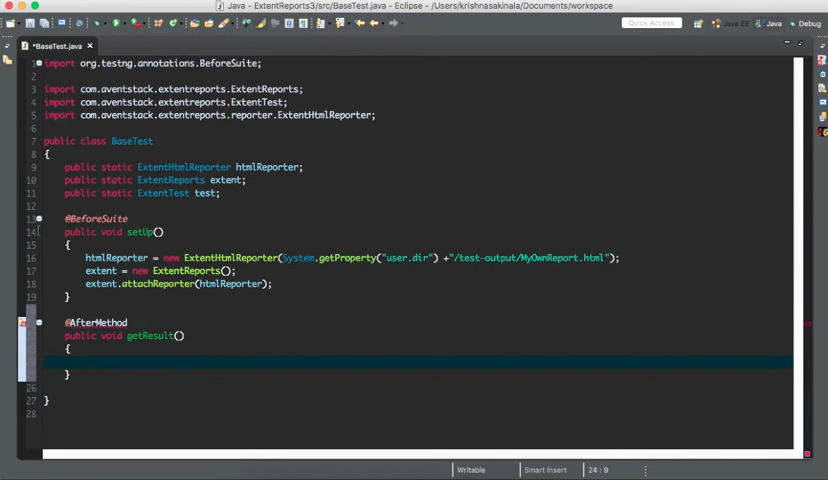 Java - ExtentReports3/src/BaseTest.java - Eclipse - /Users/krishnasakinala/Documents/workspace
Quick Access
Java EE
Java
Debug
*BaseTest.java
1 import org.testng.annotations.BeforeSuite;
2
3 import com.aventstack.extentreports.ExtentReports;
4 import com.aventstack.extentreports.ExtentTest;
5 import com.aventstack.extentreports.reporter.ExtentHtmlReporter;
6
7 public class BaseTest
8 {
9 public static ExtentHtmlReporter htmlReporter;
10 public static ExtentReports extent;
11 public static ExtentTest test;
12
13 @BeforeSuite
14 public void setUp()
15 {
16 htmlReporter = new ExtentHtmlReporter(System.getProperty("user.dir") +"/test-output/MyOwnReport.html");
17 extent = new ExtentReports();
18 extent.attachReporter(htmlReporter);
19 }
@AfterMethod
public void getResult()
{
}
26
27 }
28
Writable
Smart Insert
24 : 9